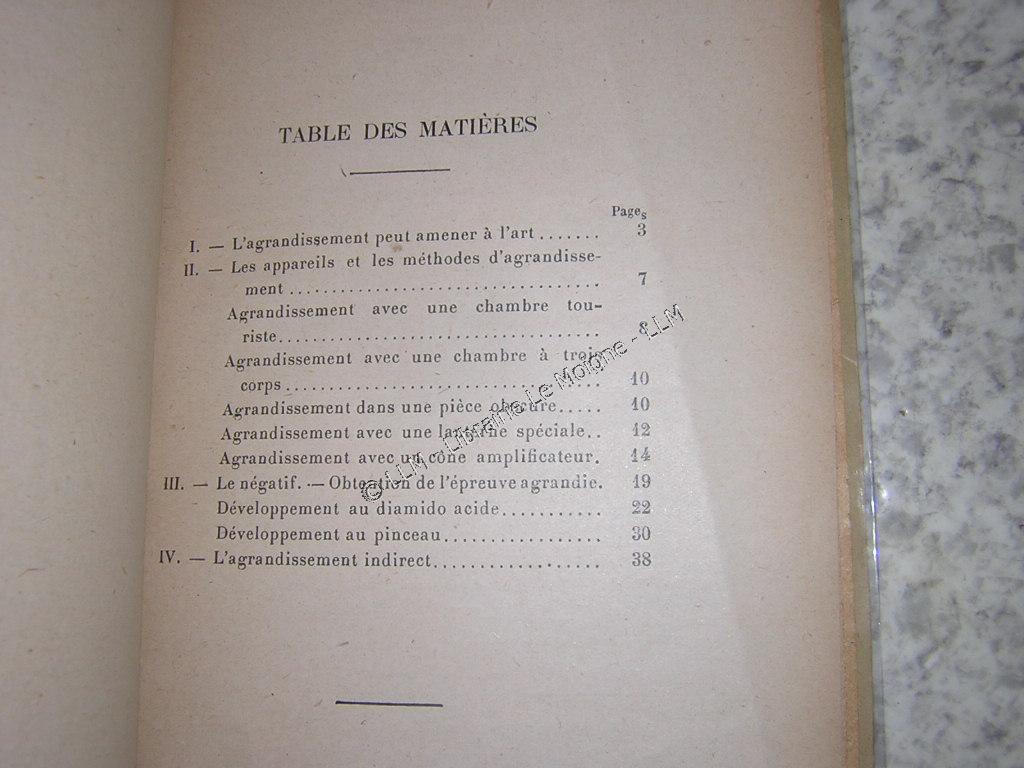 TABLE DES MATIÈRES
Pages
I. — L'agrandissement peut amener à l'art ....... 3
II. — Les appareils et les méthodes d'agrandisse-
ment .................................. 7
Agrandissement avec une chambre tou-
riste.................................. 8
Agrandissement avec une chambre à trois
corps .................................. 10
Agrandissement dans une pièce obscure..... 10
Agrandissement avec une lanterne spéciale.. 12
Agrandissement avec un cône amplificateur. 14
III. — Le négatif. — Obtention de l'épreuve agrandie. 19
Développement au diamido acide........... 22
Développement au pinceau................. 30
IV. — L'agrandissement indirect.................. 38
© LLM - Librairie Le Moigne - LLM